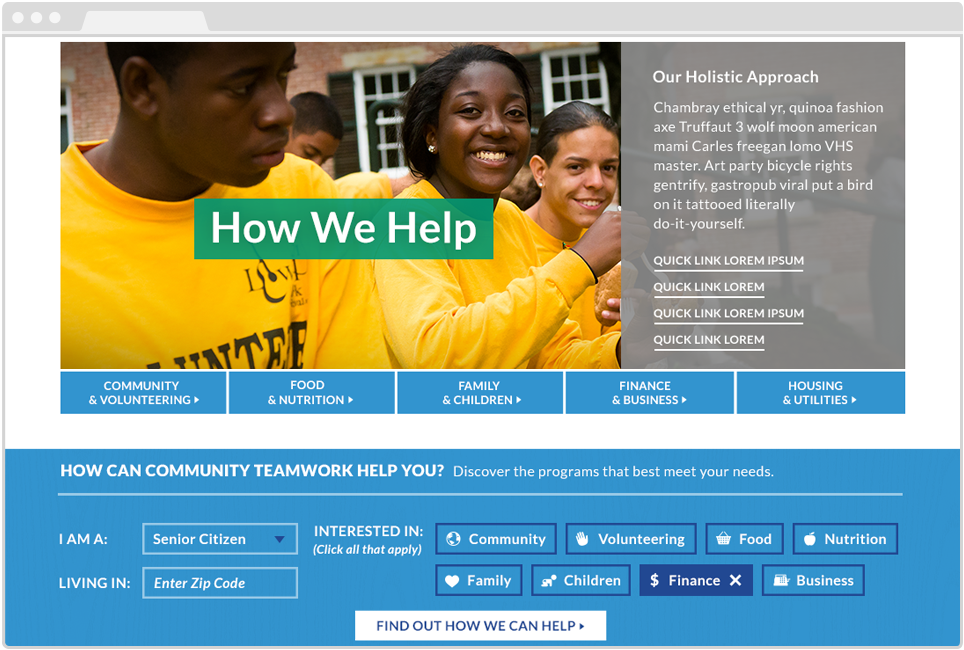 How We Help
VOLUNTEER
Our Holistic Approach
Chambray ethical yr, quinoa fashion
axe Truffaut 3 wolf moon american
mami Carles freegan lomo VHS
master. Art party bicycle rights
gentrify, gastropub viral put a bird
on it tattooed literally
do-it-yourself.
QUICK LINK LOREM IPSUM
QUICK LINK LOREM
QUICK LINK LOREM IPSUM
QUICK LINK LOREM
COMMUNITY
& VOLUNTEERING
FOOD
& NUTRITION
FAMILY
& CHILDREN
FINANCE
& BUSINESS
HOUSING
& UTILITIES
HOW CAN COMMUNITY TEAMWORK HELP YOU? Discover the programs that best meet your needs.
I AM A: Senior Citizen
LIVING IN: Enter Zip Code
INTERESTED IN:
(Click all that apply)
Community Volunteering Food Nutrition
Family Children $ Finance X Business
FIND OUT HOW WE CAN HELP